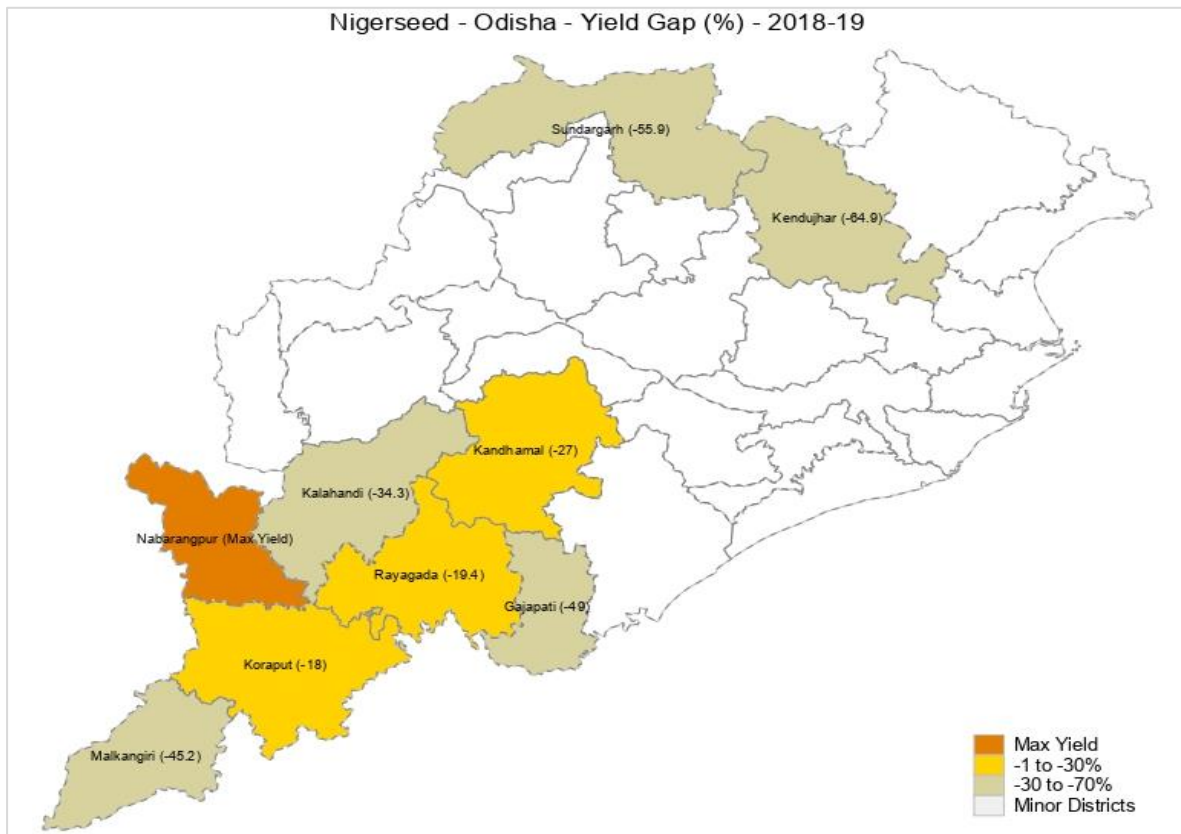 Nigerseed - Odisha - Yield Gap (%) - 2018-19
Sundargarh (-55.9)
Kendujhar (-64.9)
Kandhamal (-27)
Kalahandi (-34.3)
Nabarangpur (Max Yield)
Rayagada (-19.4)
Gajapati (-49)
Koraput (-18)
Malkangiri (-45.2)
Max Yield
-1 to -30%
-30 to -70%
Minor Districts